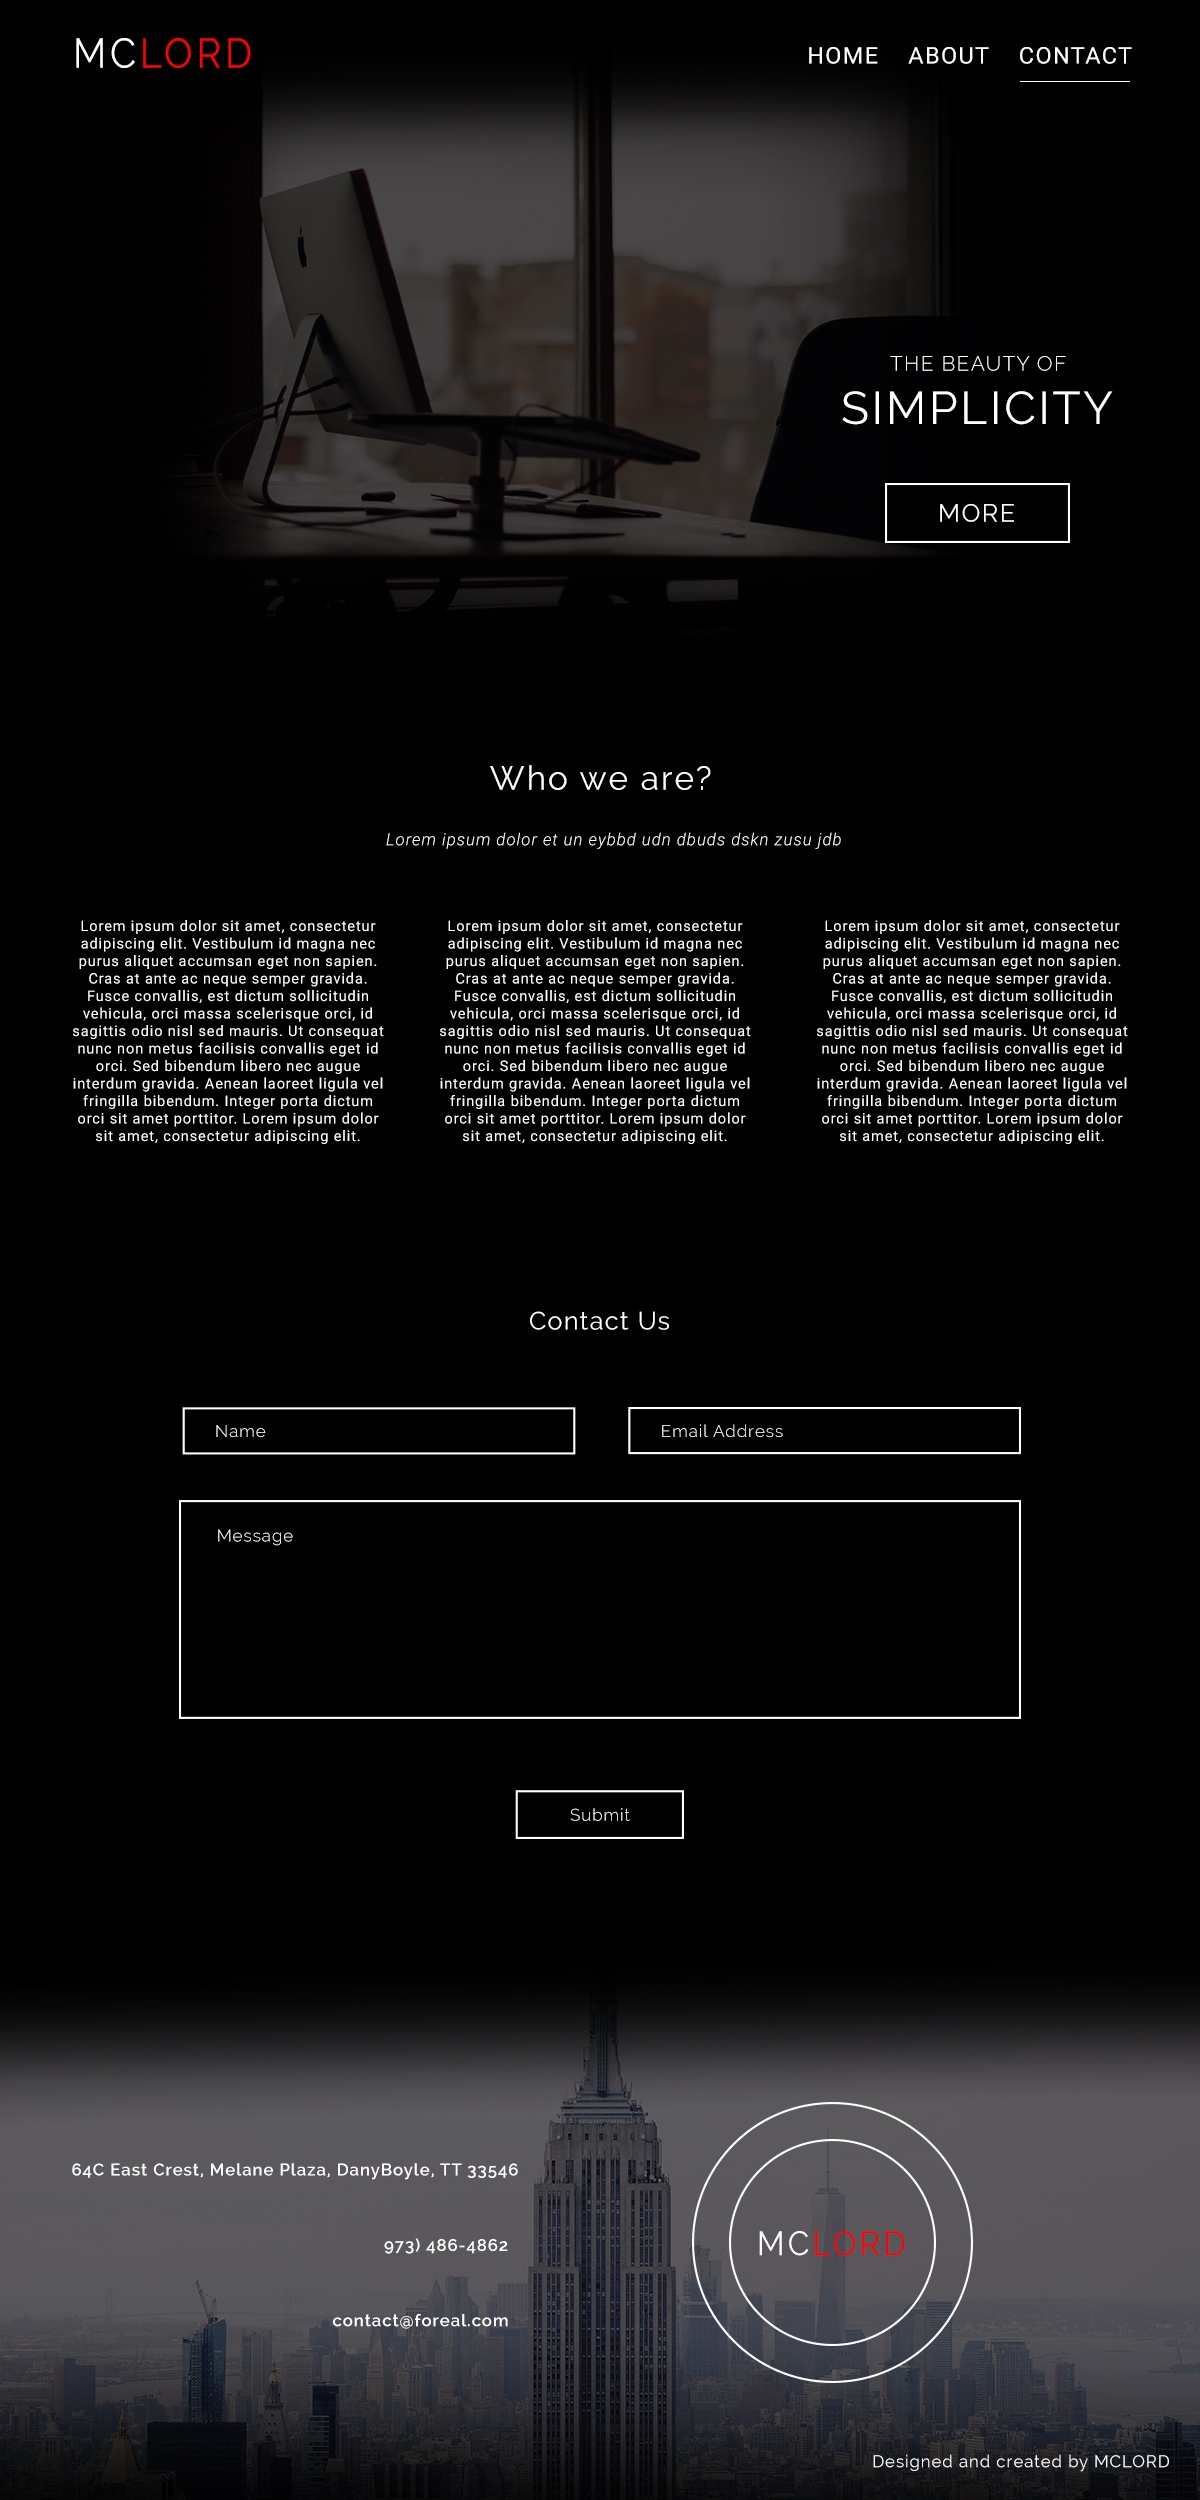 MCLORD
HOME ABOUT CONTACT
THE BEAUTY OF
SIMPLICITY
MORE
Who we are?
Lorem ipsum dolor et un eybbd udn dbuds dskn zusu jdb
Lorem ipsum dolor sit amet, consectetur
adipiscing elit. Vestibulum id magna nec
purus aliquet accumsan eget non sapien.
Cras at ante ac neque semper gravida.
Fusce convallis, est dictum sollicitudin
vehicula, orci massa scelerisque orci, id
sagittis odio nisl sed mauris. Ut consequat
nunc non metus facilisis convallis eget id
orci. Sed bibendum libero nec augue
interdum gravida. Aenean laoreet ligula vel
fringilla bibendum. Integer porta dictum
orci sit amet porttitor. Lorem ipsum dolor
sit amet, consectetur adipiscing elit.
Lorem ipsum dolor sit amet, consectetur
adipiscing elit. Vestibulum id magna nec
purus aliquet accumsan eget non sapien.
Cras at ante ac neque semper gravida.
Fusce convallis, est dictum sollicitudin
vehicula, orci massa scelerisque orci, id
sagittis odio nisl sed mauris. Ut consequat
nunc non metus facilisis convallis eget id
orci. Sed bibendum libero nec augue
interdum gravida. Aenean laoreet ligula vel
fringilla bibendum. Integer porta dictum
orci sit amet porttitor. Lorem ipsum dolor
sit amet, consectetur adipiscing elit.
Lorem ipsum dolor sit amet, consectetur
adipiscing elit. Vestibulum id magna nec
purus aliquet accumsan eget non sapien.
Cras at ante ac neque semper gravida.
Fusce convallis, est dictum sollicitudin
vehicula, orci massa scelerisque orci, id
sagittis odio nisl sed mauris. Ut consequat
nunc non metus facilisis convallis eget id
orci. Sed bibendum libero nec augue
interdum gravida. Aenean laoreet ligula vel
fringilla bibendum. Integer porta dictum
orci sit amet porttitor. Lorem ipsum dolor
sit amet, consectetur adipiscing elit.
Contact Us
Name
Email Address
Message
Submit
64C East Crest, Melane Plaza, DanyBoyle, TT 33546
973) 486-4862
contact@foreal.com
MCLORD
Designed and created by MCLORD